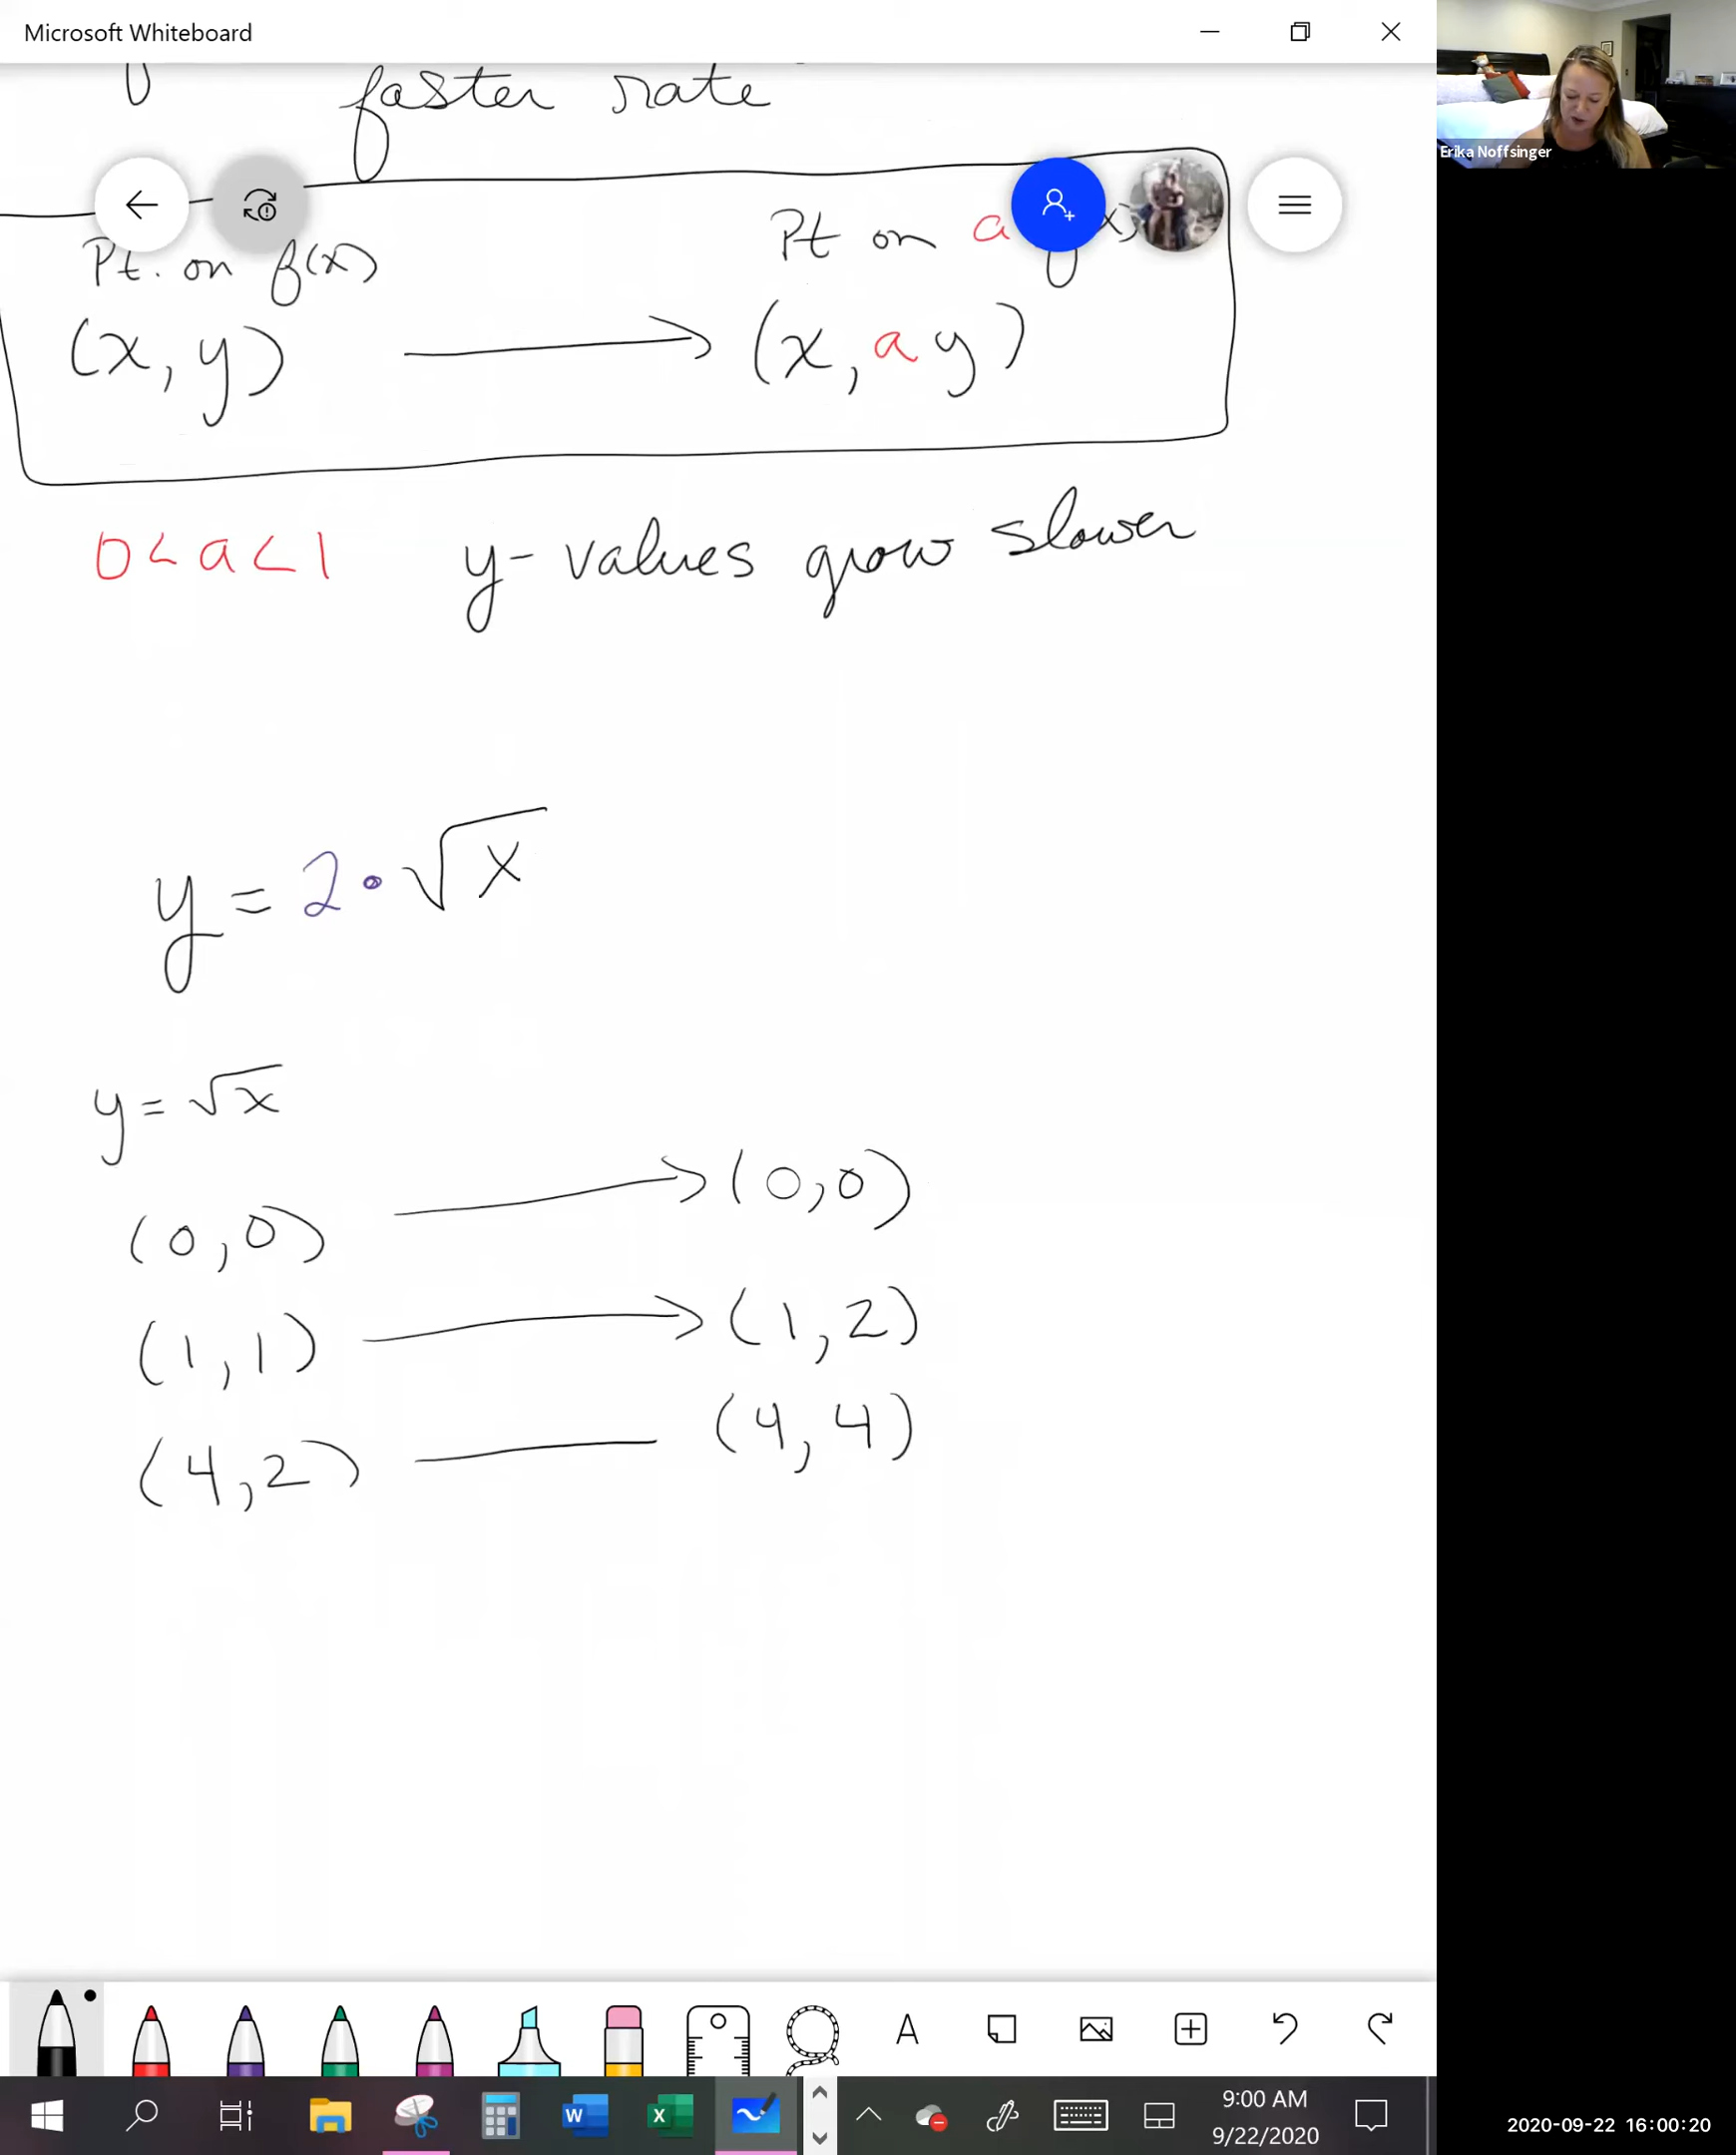 Microsoft Whiteboard
faster rate
Erika Noffsinger
Pt. on f(x)
Pt on a
(x, y) → (x, ay)
0 < a < 1 y-values grow slower
y = 2 • √x
y = √x
(0,0) → (0,0)
(1,1) → (1,2)
(4,2) — (4,4)
9:00 AM
9/22/2020
2020-09-22 16:00:20